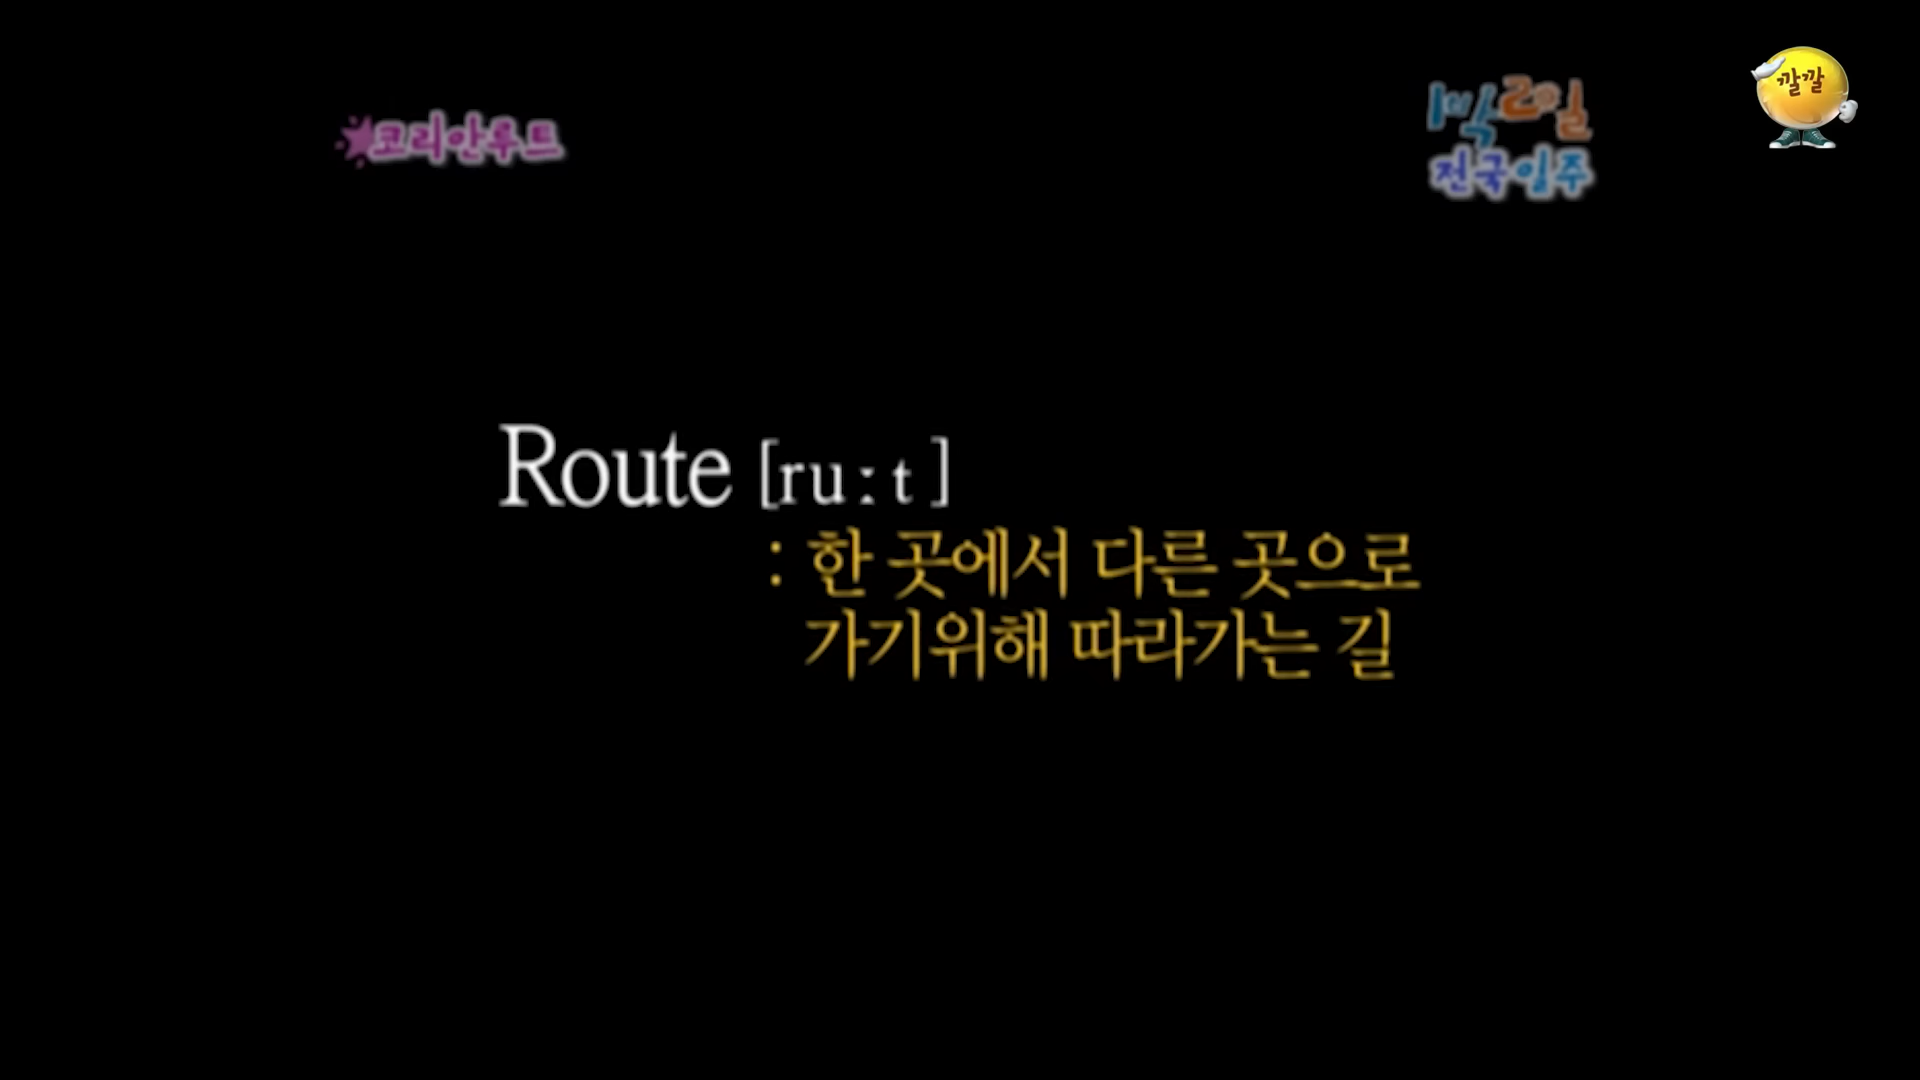 코리안루트
1박2일
전국일주
깔깔
Route [ru:t]
: 한 곳에서 다른 곳으로
가기위해 따라가는 길